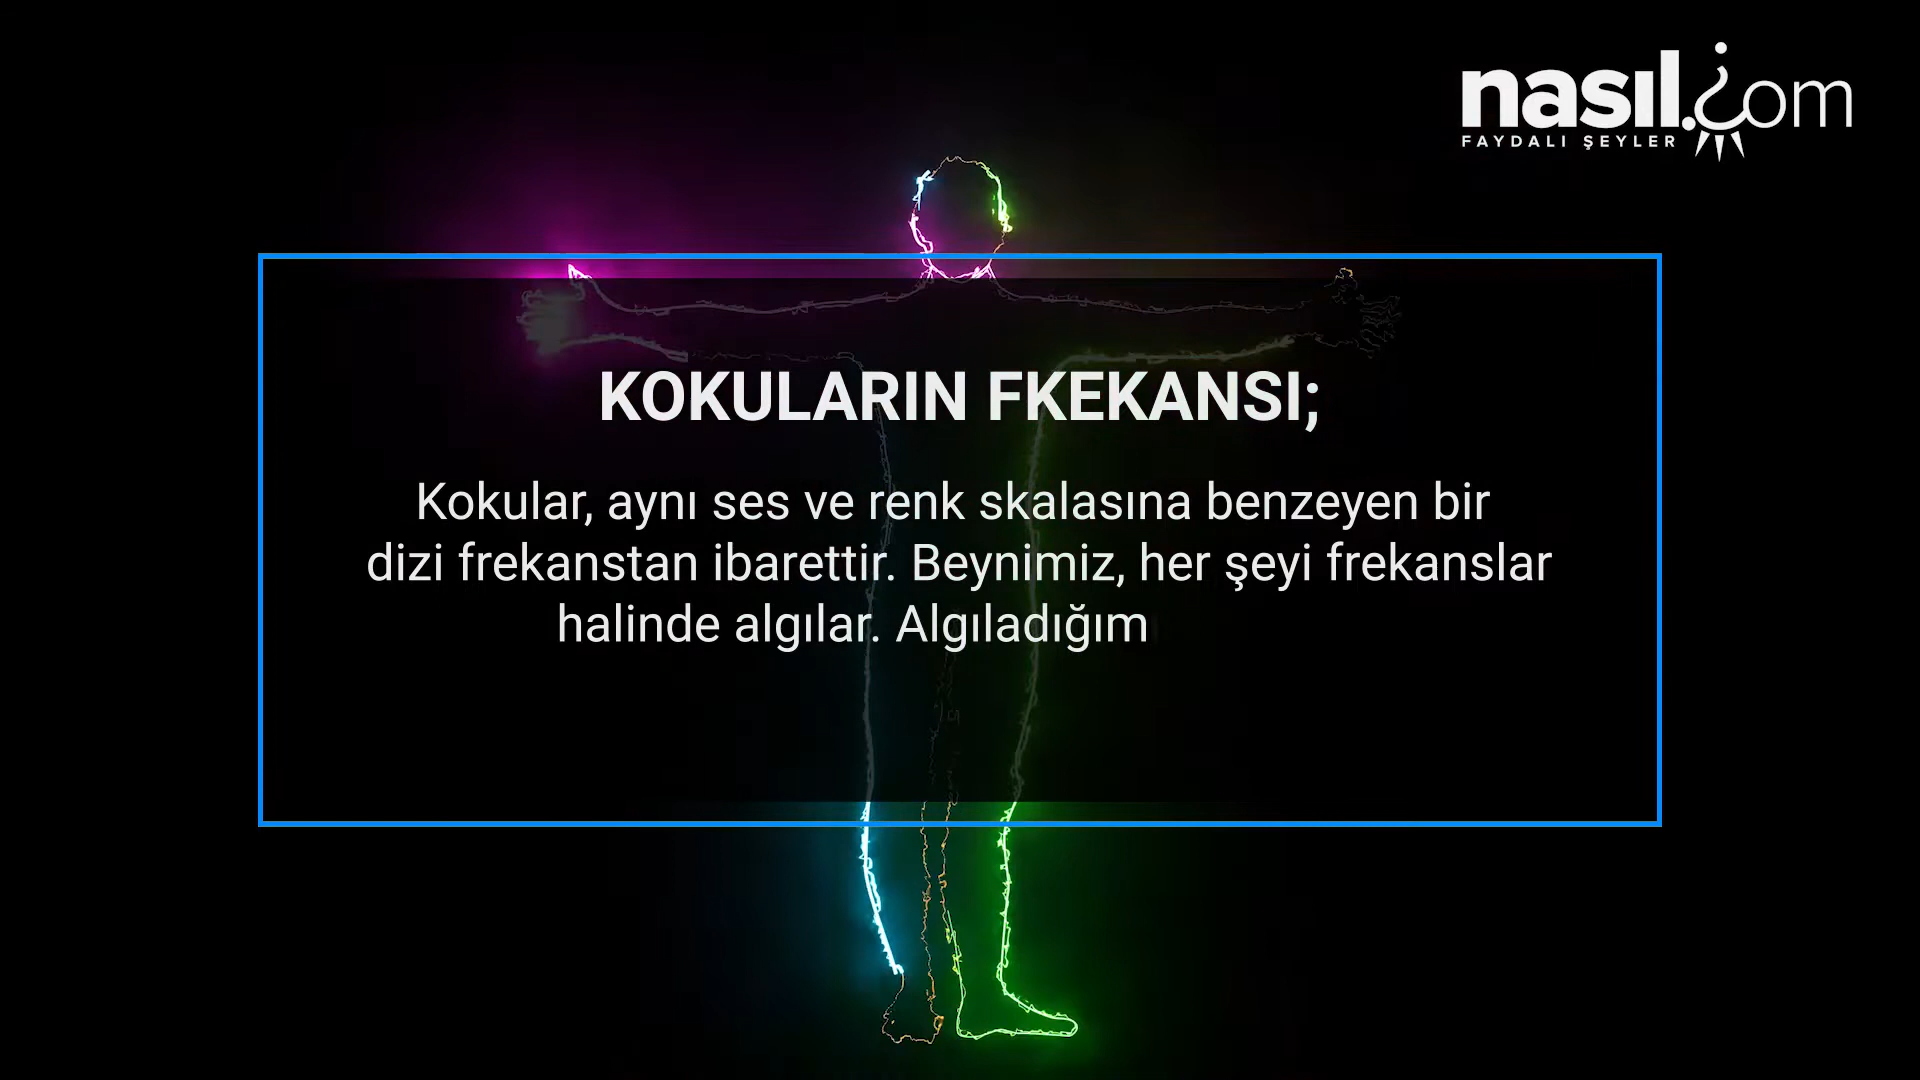 nasıl.com
FAYDALI ŞEYLER
KOKULARIN FKEKANSI;
Kokular, aynı ses ve renk skalasına benzeyen bir
dizi frekanstan ibarettir. Beynimiz, her şeyi frekanslar
halinde algılar. Algıladığım